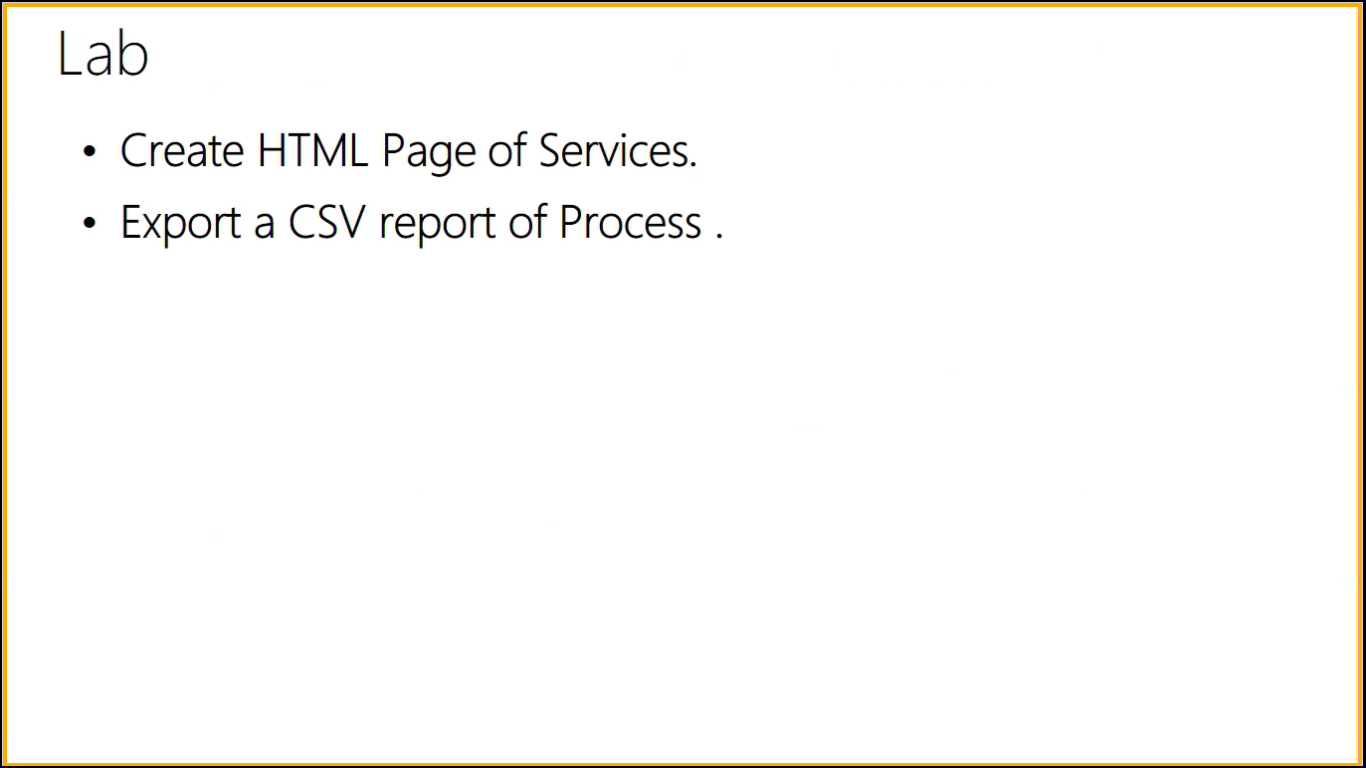 Lab
• Create HTML Page of Services.
• Export a CSV report of Process .